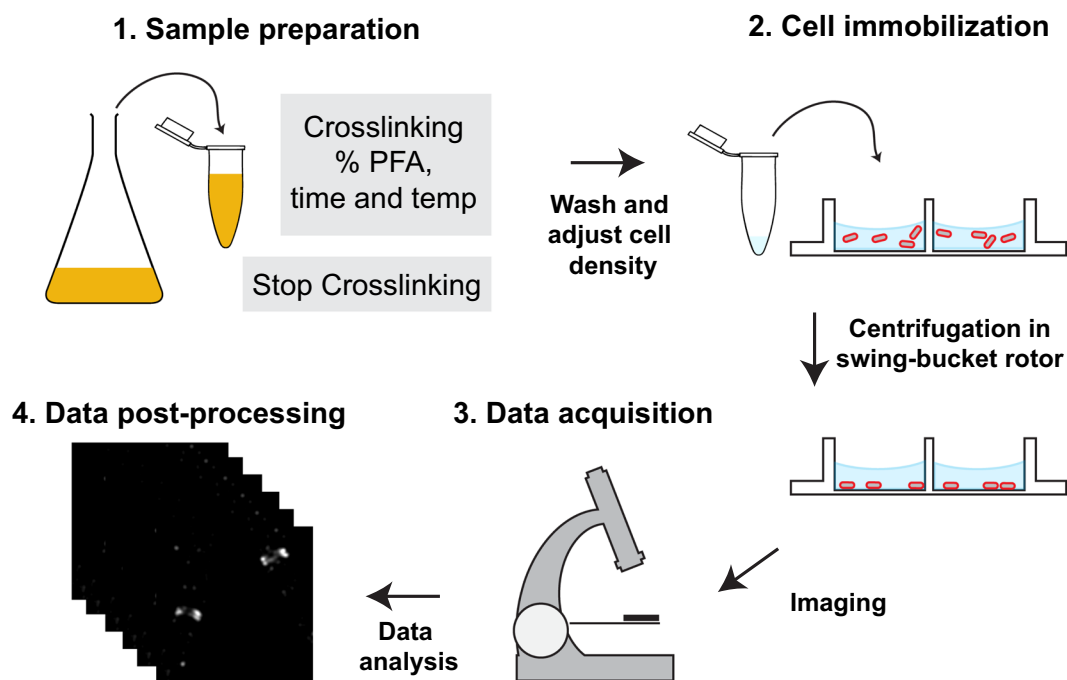 1. Sample preparation
Crosslinking
% PFA,
time and temp
Stop Crosslinking
Wash and
adjust cell
density
2. Cell immobilization
Centrifugation in
swing-bucket rotor
Imaging
3. Data acquisition
Data
analysis
4. Data post-processing